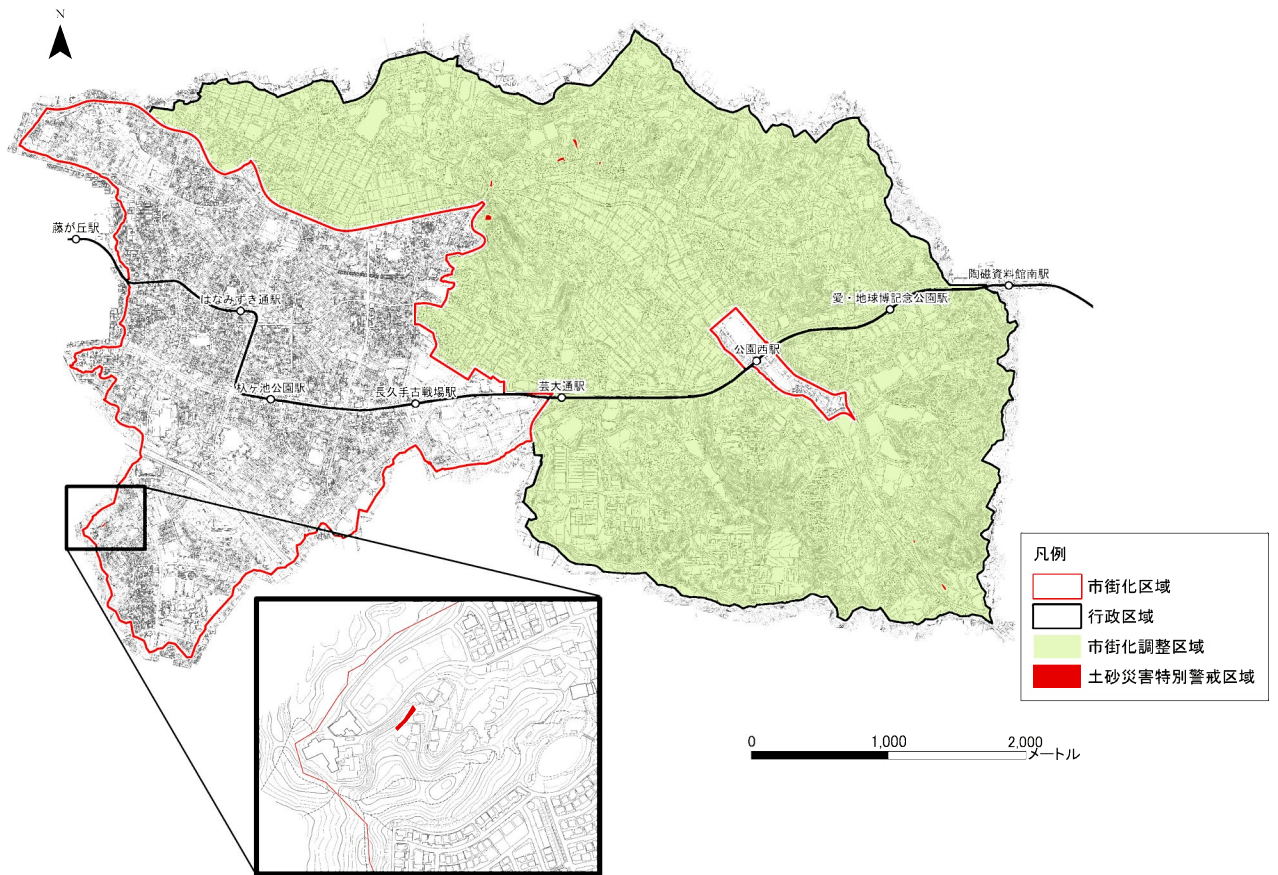 N
藤が丘駅
はなみずき通駅
杁ヶ池公園駅
長久手古戦場駅
芸大通駅
公園西駅
愛・地球博記念公園駅
陶磁資料館南駅
凡例
市街化区域
行政区域
市街化調整区域
土砂災害特別警戒区域
0 1,000 2,000
メートル